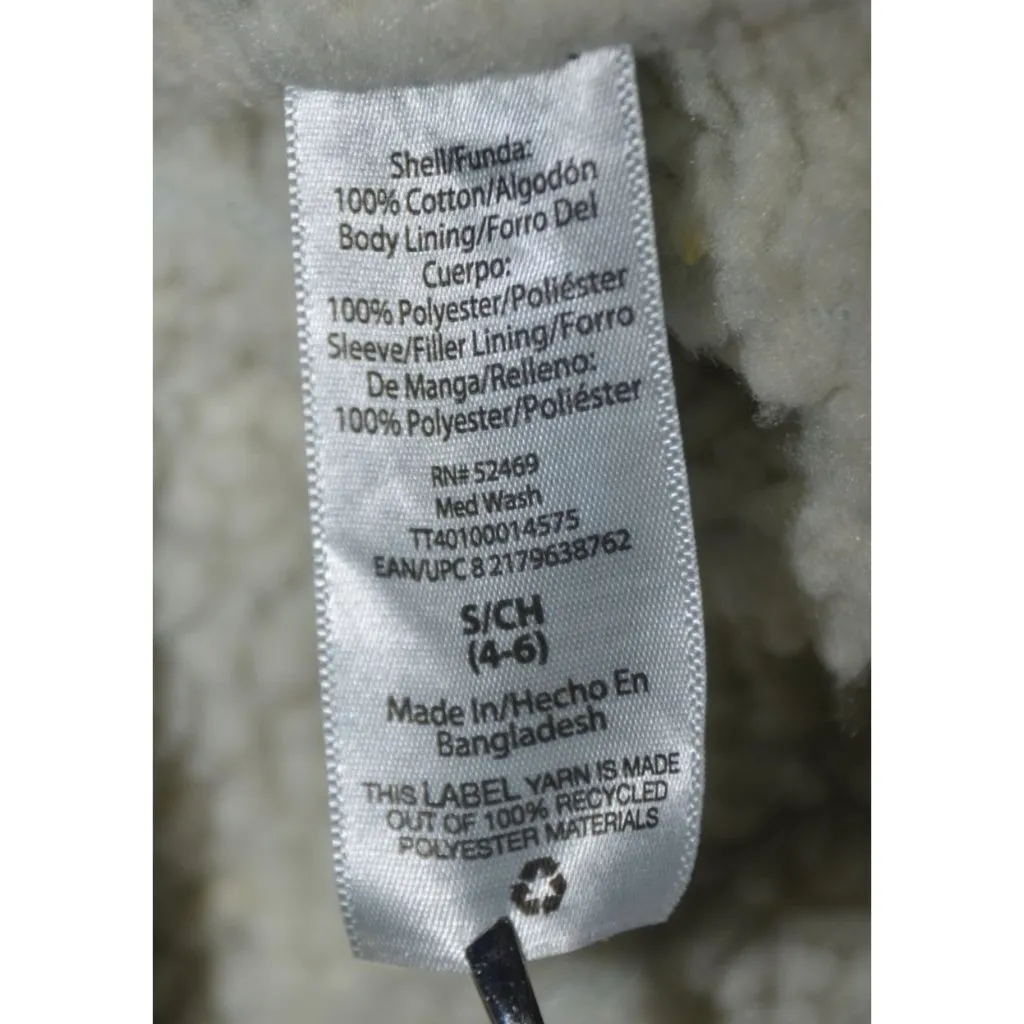 Shell/Funda:
100% Cotton/Algodón
Body Lining/Forro Del
Cuerpo:
100% Polyester/Poliéster
Sleeve/Filler Lining/Forro
De Manga/Relleno:
100% Polyester/Poliéster
RN# 52469
Med Wash
TT40100014575
EAN/UPC 8 2179638762
S/CH
(4-6)
Made In/Hecho En
Bangladesh
THIS LABEL YARN IS MADE
OUT OF 100% RECYCLED
POLYESTER MATERIALS